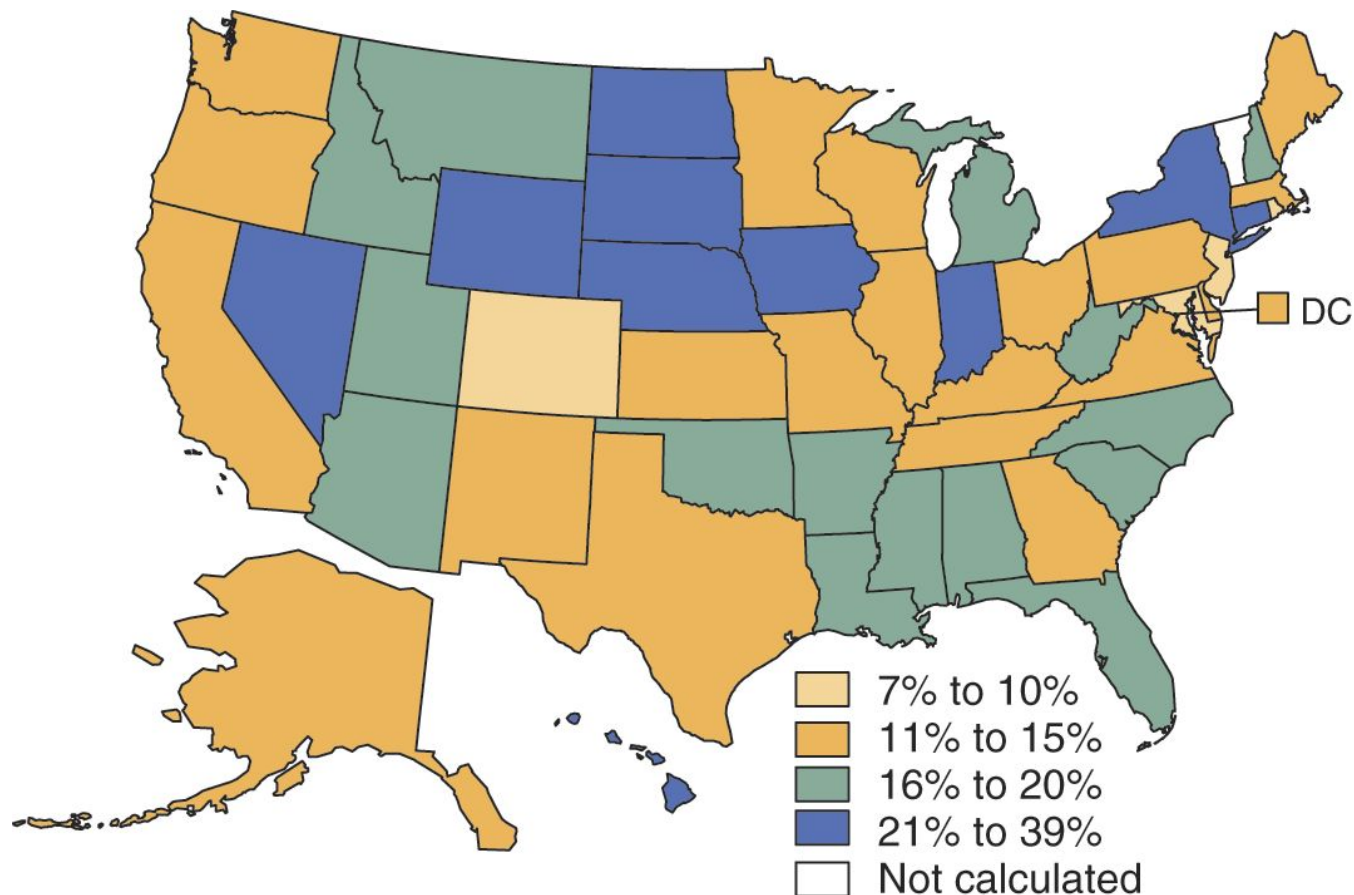 DC
7% to 10%
11% to 15%
16% to 20%
21% to 39%
Not calculated